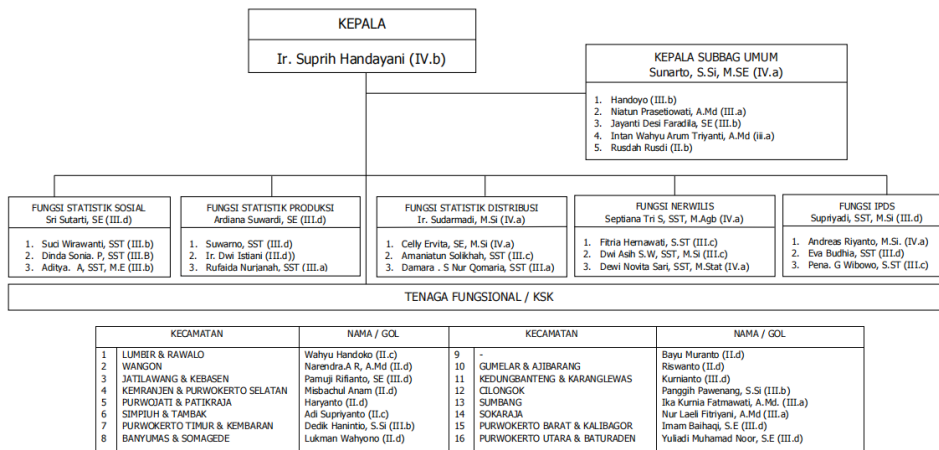 KEPALA
Ir. Suprih Handayani (IV.b)
KEPALA SUBBAG UMUM
Sunarto, S.Si, M.SE (IV.a)
1. Handoyo (III.b)
2. Niatun Prasetiowati, A.Md (III.a)
3. Jayanti Desi Faradila, SE (III.b)
4. Intan Wahyu Arum Triyanti, A.Md (iii.a)
5. Rusdah Rusdi (II.b)
FUNGSI STATISTIK SOSIAL
Sri Sutarti, SE (III.d)
1. Suci Wirawanti, SST (III.b)
2. Dinda Sonia. P, SST (III.B)
3. Aditya. A, SST, M.E (III.b)
FUNGSI STATISTIK PRODUKSI
Ardiana Suwardi, SE (III.d)
1. Suwarno, SST (III.d)
2. Ir. Dwi Istiani (III.d))
3. Rufaida Nurjanah, SST (III.a)
FUNGSI STATISTIK DISTRIBUSI
Ir. Sudarmadi, M.Si (IV.a)
1. Celly Ervita, SE, M.Si (IV.a)
2. Amaniatun Solikhah, SST (III.c)
3. Damara . S Nur Qomaria, SST (III.a)
FUNGSI NERWILIS
Septiana Tri S, SST, M.Agb (IV.a)
1. Fitria Hernawati, S.ST (III.c)
2. Dwi Asih S.W, SST, M.Si (III.c)
3. Dewi Novita Sari, SST, M.Stat (IV.a)
FUNGSI IPDS
Supriyadi, SST, M.Si (III.d)
1. Andreas Riyanto, M.Si. (IV.a)
2. Eva Budhia, SST (III.d)
3. Pena. G Wibowo, S.ST (III.c)
TENAGA FUNGSIONAL / KSK
KECAMATAN NAMA / GOL KECAMATAN NAMA / GOL
1 LUMBIR & RAWALO Wahyu Handoko (II.c) 9 - Bayu Muranto (II.d)
2 WANGON Narendra.A R, A.Md (II.d) 10 GUMELAR & AJIBARANG Riswanto (II.d)
3 JATILAWANG & KEBASEN Pamuji Rifianto, SE (III.d) 11 KEDUNGBANTENG & KARANGLEWAS Kurnianto (III.d)
4 KEMRANJEN & PURWOKERTO SELATAN Misbachul Anam (II.d) 12 CILONGOK Panggih Pawenang, S.Si (III.b)
5 PURWOJATI & PATIKRAJA Haryanto (II.d) 13 SUMBANG Ika Kurnia Fatmawati, A.Md. (III.a)
6 SIMPIUH & TAMBAK Adi Supriyanto (II.c) 14 SOKARAJA Nur Laeli Fitriyani, A.Md (III.a)
7 PURWOKERTO TIMUR & KEMBARAN Dedik Hanintio, S.Si (III.b) 15 PURWOKERTO BARAT & KALIBAGOR Imam Baihaqi, S.E (III.d)
8 BANYUMAS & SOMAGEDE Lukman Wahyono (II.d) 16 PURWOKERTO UTARA & BATURADEN Yuliadi Muhamad Noor, S.E (III.d)